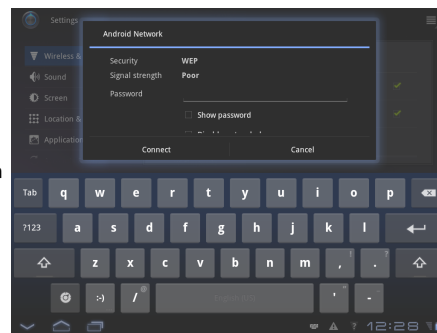 Settings
Android Network
Wireless &
Security WEP
Signal strength Poor
Sound
Password
Screen
Show password
Location &
Application
Connect Cancel
Tab q w e r t y u i o p
?123 a s d f g h j k l
z x c v b n m , ! . ?
:-) / @ ' " - _
12:28